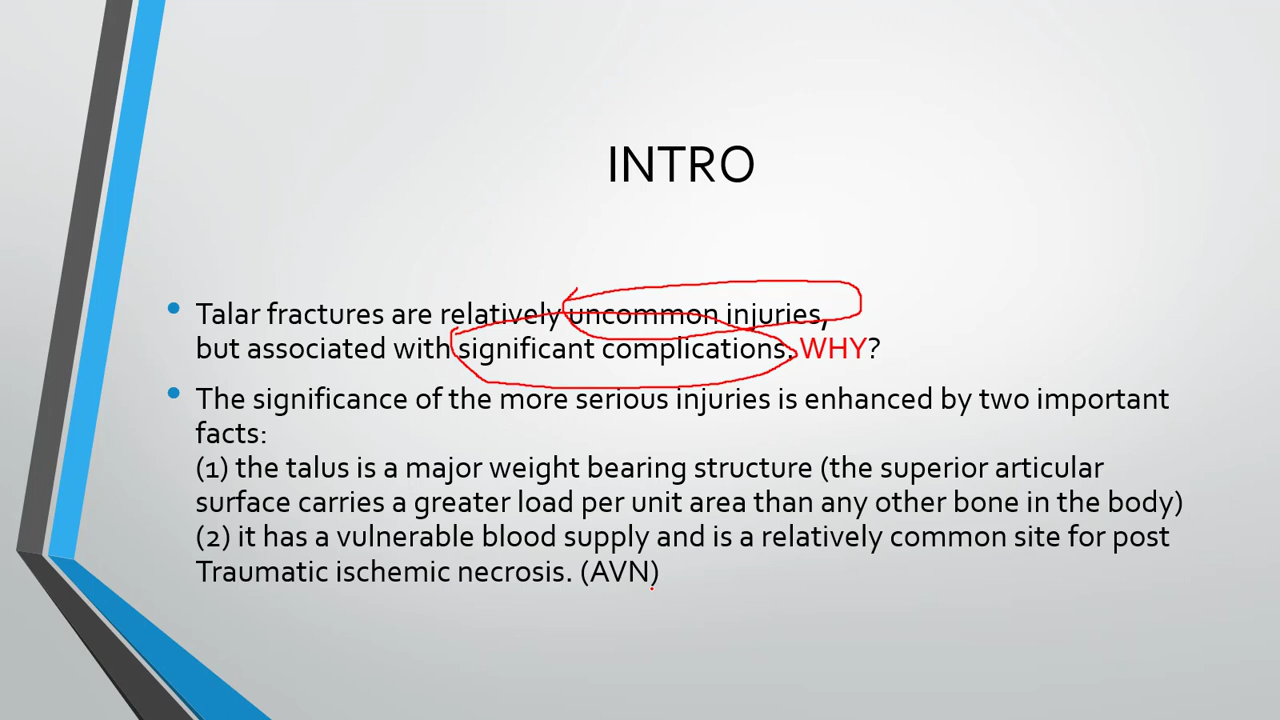 INTRO
• Talar fractures are relatively uncommon injuries,
but associated with significant complications. WHY?
• The significance of the more serious injuries is enhanced by two important
facts:
(1) the talus is a major weight bearing structure (the superior articular
surface carries a greater load per unit area than any other bone in the body)
(2) it has a vulnerable blood supply and is a relatively common site for post
Traumatic ischemic necrosis. (AVN)